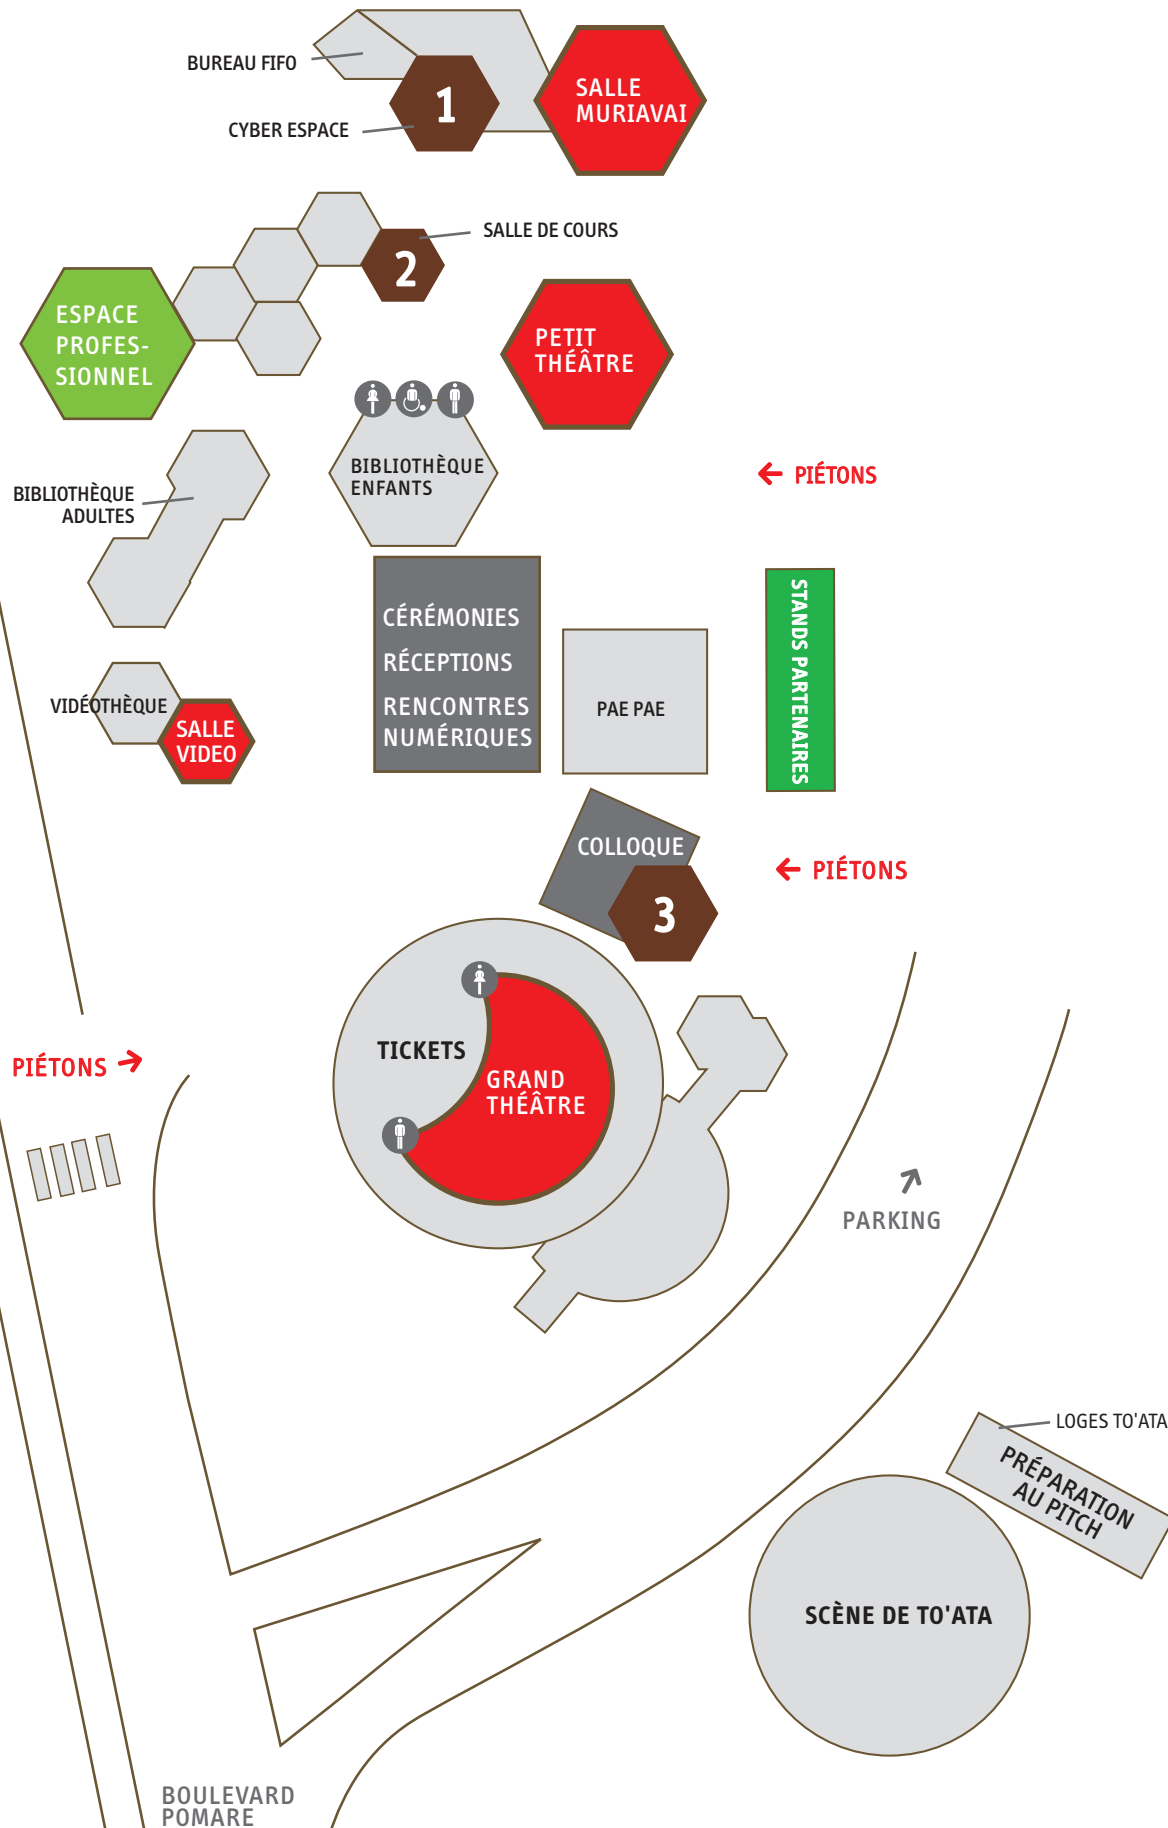 BUREAU FIFO
CYBER ESPACE
1
SALLE
MURIAVAI
SALLE DE COURS
2
ESPACE
PROFES-
SIONNEL
PETIT
THÉÂTRE
BIBLIOTHÈQUE
ENFANTS
← PIÉTONS
BIBLIOTHÈQUE
ADULTES
CÉRÉMONIES
RÉCEPTIONS
RENCONTRES
NUMÉRIQUES
PAE PAE
STANDS PARTENAIRES
VIDÉOTHÈQUE
SALLE
VIDEO
COLLOQUE
3
← PIÉTONS
TICKETS
GRAND
THÉÂTRE
PIÉTONS →
PARKING
LOGES TO'ATA
PRÉPARATION
AU PITCH
SCÈNE DE TO'ATA
BOULEVARD
POMARE